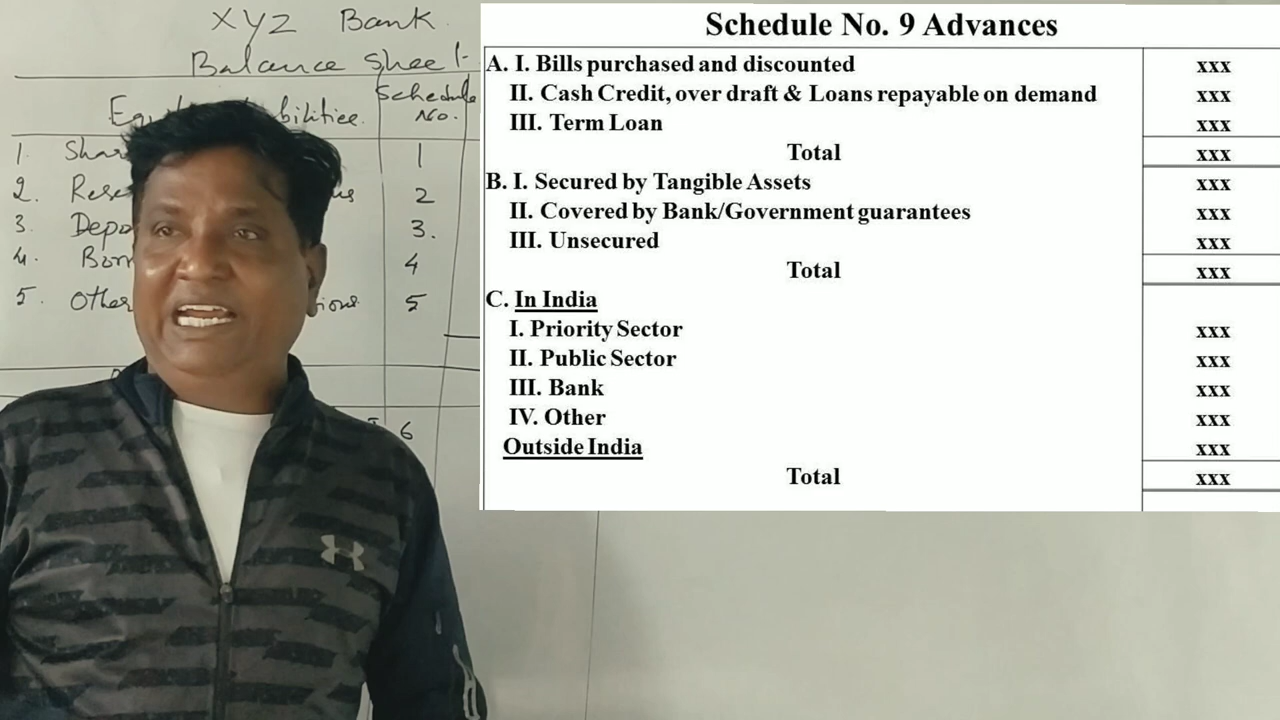 XYZ Bank
Balance Sheet
Schedule No.
1. 1
2. 2
3. 3.
4. 4
5. Other 5
6
Schedule No. 9 Advances
A. I. Bills purchased and discounted xxx
II. Cash Credit, over draft & Loans repayable on demand xxx
III. Term Loan xxx
Total xxx
B. I. Secured by Tangible Assets xxx
II. Covered by Bank/Government guarantees xxx
III. Unsecured xxx
Total xxx
C. In India
I. Priority Sector xxx
II. Public Sector xxx
III. Bank xxx
IV. Other xxx
Outside India xxx
Total xxx